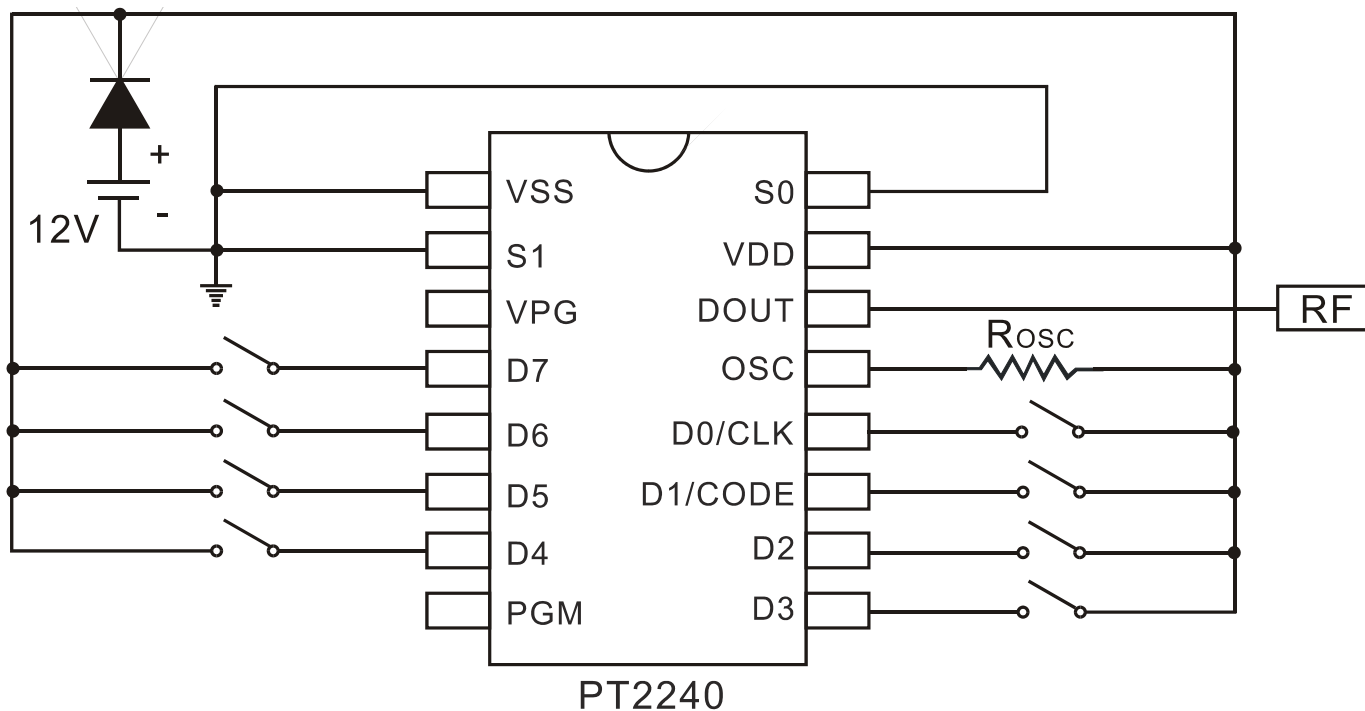 +
-
12V
VSS
S1
VPG
D7
D6
D5
D4
PGM
S0
VDD
DOUT
OSC
D0/CLK
D1/CODE
D2
D3
ROSC
RF
PT2240